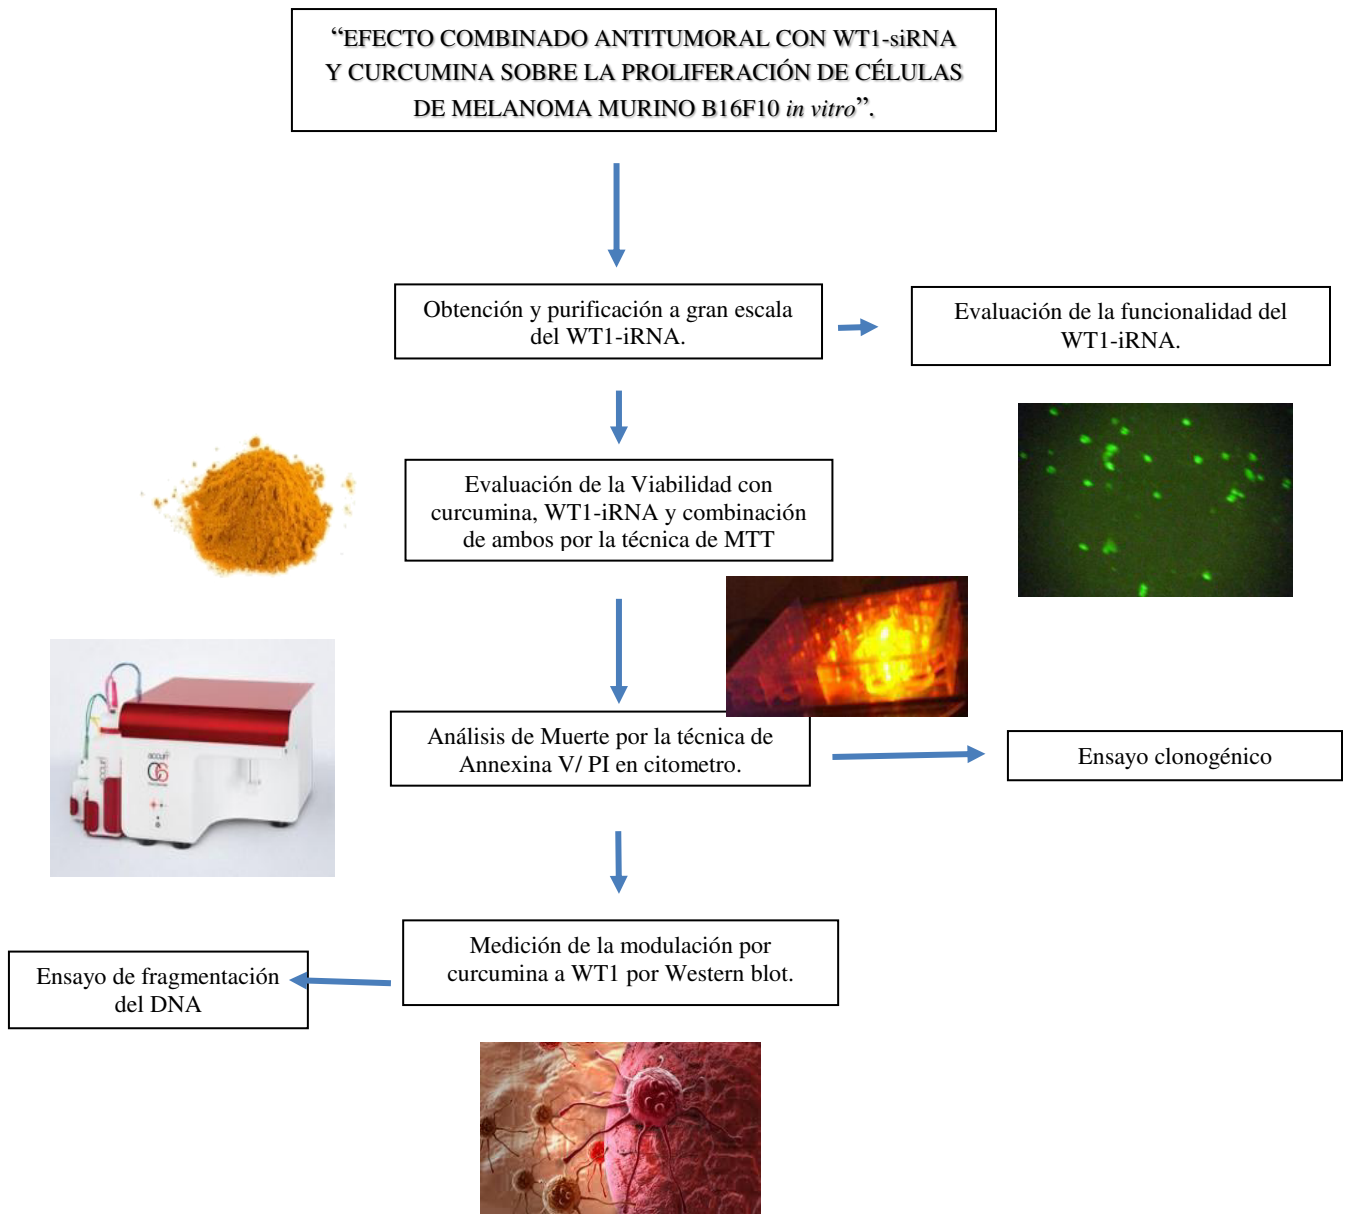 “EFECTO COMBINADO ANTITUMORAL CON WT1-siRNA
Y CURCUMINA SOBRE LA PROLIFERACIÓN DE CÉLULAS
DE MELANOMA MURINO B16F10 in vitro”.
Obtención y purificación a gran escala
del WT1-iRNA.
Evaluación de la funcionalidad del
WT1-iRNA.
Evaluación de la Viabilidad con
curcumina, WT1-iRNA y combinación
de ambos por la técnica de MTT
accuri
C6
Análisis de Muerte por la técnica de
Annexina V/ PI en citometro.
Ensayo clonogénico
Medición de la modulación por
curcumina a WT1 por Western blot.
Ensayo de fragmentación
del DNA